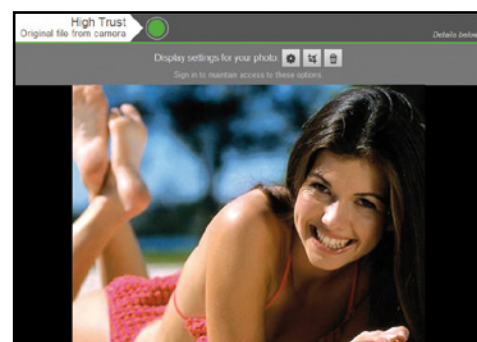 High Trust
Original file from camera
Details below
Display settings for your photo:
Sign in to maintain access to these options.